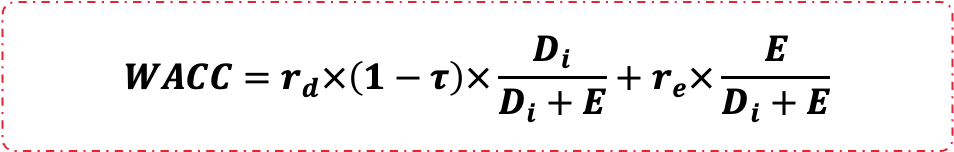 WACC = r_d×(1 − τ)× D_i / (D_i + E) + r_e× E / (D_i + E)